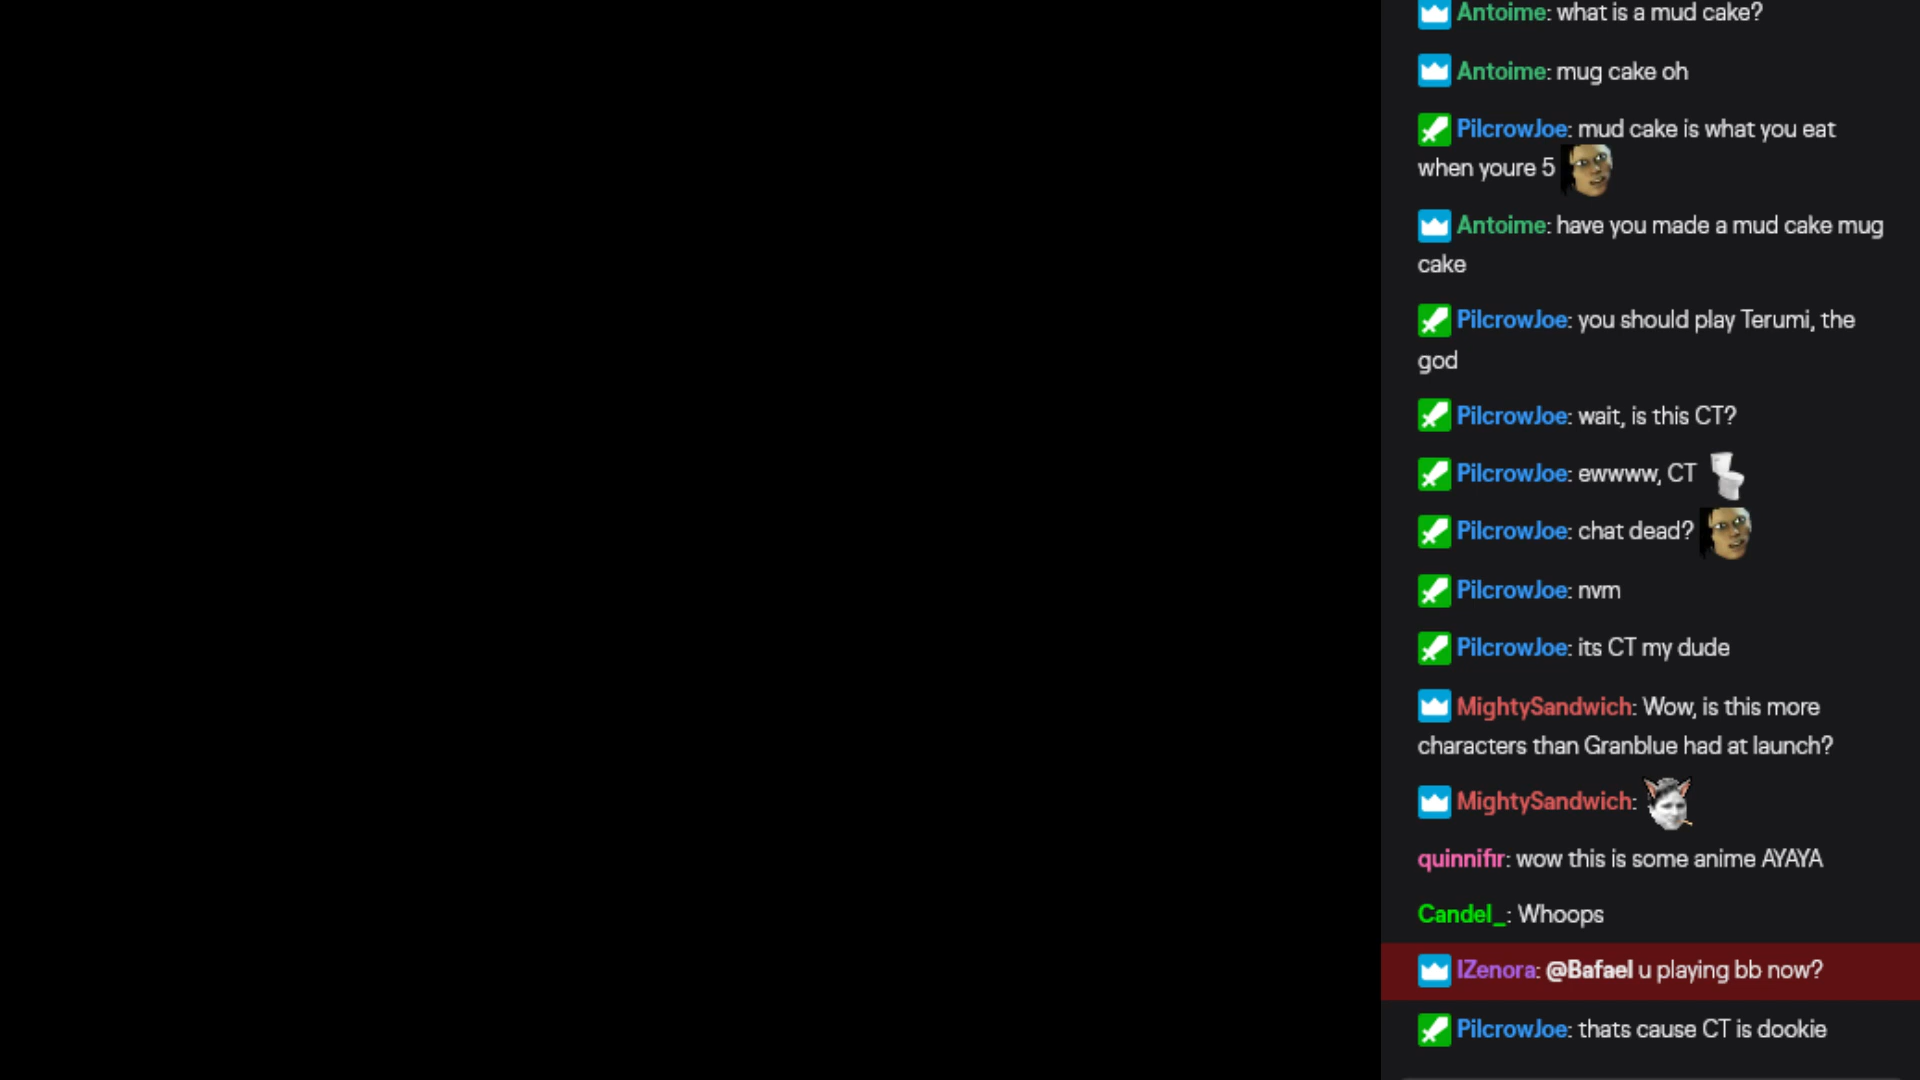 Antoime: what is a mud cake?
Antoime: mug cake oh
PilcrowJoe: mud cake is what you eat
when youre 5
Antoime: have you made a mud cake mug
cake
PilcrowJoe: you should play Terumi, the
god
PilcrowJoe: wait, is this CT?
PilcrowJoe: ewwww, CT
PilcrowJoe: chat dead?
PilcrowJoe: nvm
PilcrowJoe: its CT my dude
MightySandwich: Wow, is this more
characters than Granblue had at launch?
MightySandwich:
quinnifir: wow this is some anime AYAYA
Candel_: Whoops
IZenora: @Bafael u playing bb now?
PilcrowJoe: thats cause CT is dookie